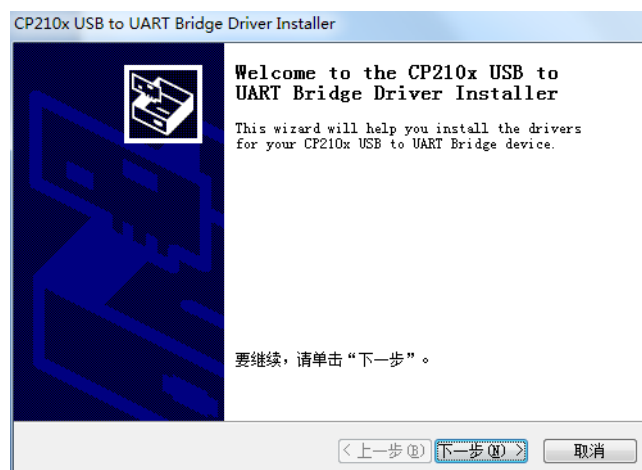 CP210x USB to UART Bridge Driver Installer
Welcome to the CP210x USB to
UART Bridge Driver Installer
This wizard will help you install the drivers
for your CP210x USB to UART Bridge device.
要继续，请单击“下一步”。
< 上一步(B) 下一步(N) > 取消